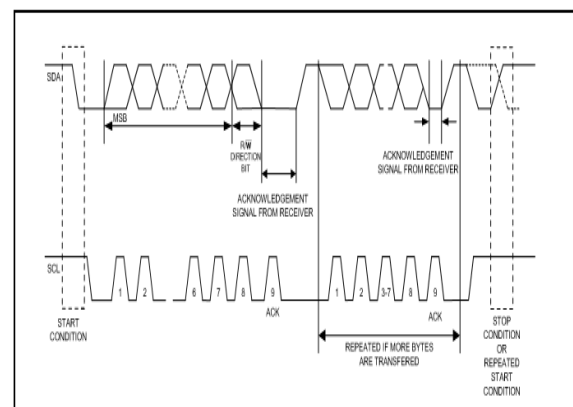 SDA
MSB
R/W
DIRECTION
BIT
ACKNOWLEDGEMENT
SIGNAL FROM RECEIVER
ACKNOWLEDGEMENT
SIGNAL FROM RECEIVER
SCL
1
2
6
7
8
9
1
2
3-7
8
9
ACK
ACK
START
CONDITION
REPEATED IF MORE BYTES
ARE TRANSFERED
STOP
CONDITION
OR
REPEATED
START
CONDITION